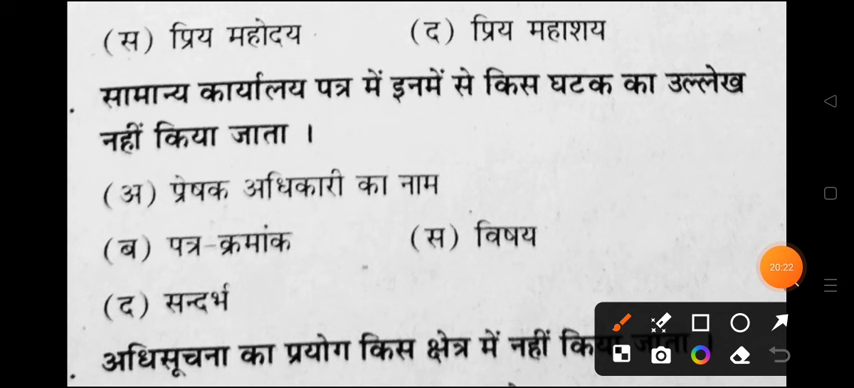 (स) प्रिय महोदय (द) प्रिय महाशय
सामान्य कार्यालय पत्र में इनमें से किस घटक का उल्लेख
नहीं किया जाता ।
(अ) प्रेषक अधिकारी का नाम
(ब) पत्र-क्रमांक (स) विषय
(द) सन्दर्भ
20:22
अधिसूचना का प्रयोग किस क्षेत्र में नहीं किया जाता ।